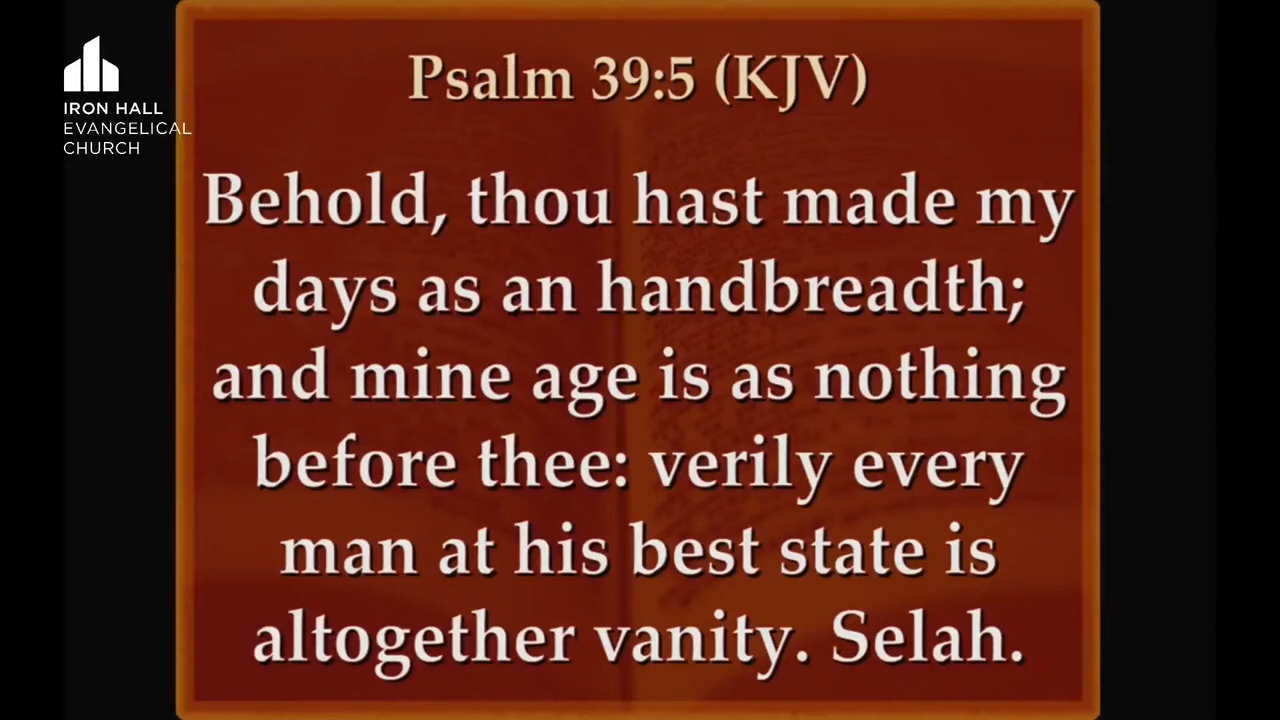 IRON HALL
EVANGELICAL
CHURCH
Psalm 39:5 (KJV)
Behold, thou hast made my
days as an handbreadth;
and mine age is as nothing
before thee: verily every
man at his best state is
altogether vanity. Selah.